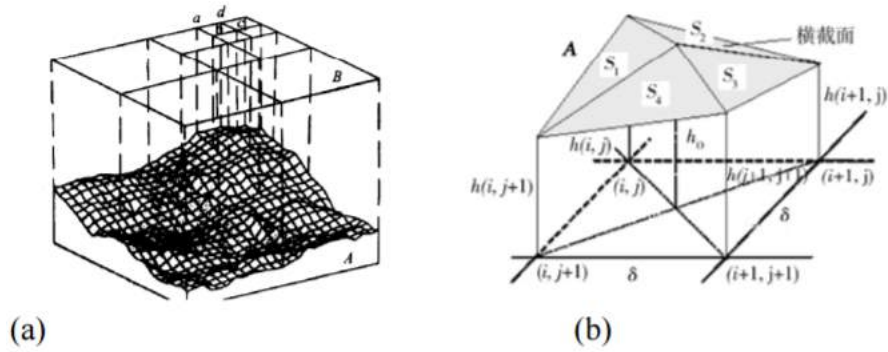 a d
c
B
A
(a)
A
S₂
横截面
S₁
S₃
S₄
h(i+1, j)
h(i, j)
h₀
h(i, j+1)
(i, j)
h(i+1, j+1)
(i+1, j)
δ
(i, j+1)
δ
(i+1, j+1)
(b)